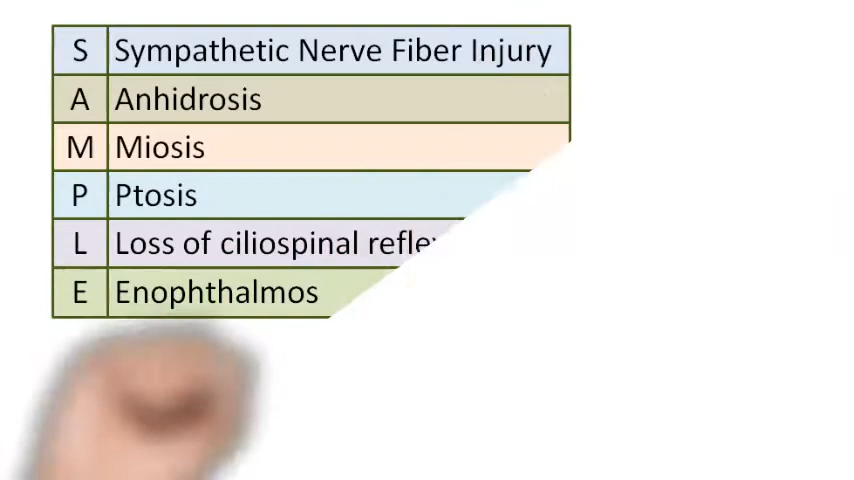 S Sympathetic Nerve Fiber Injury
A Anhidrosis
M Miosis
P Ptosis
L Loss of ciliospinal
E Enophthalmos